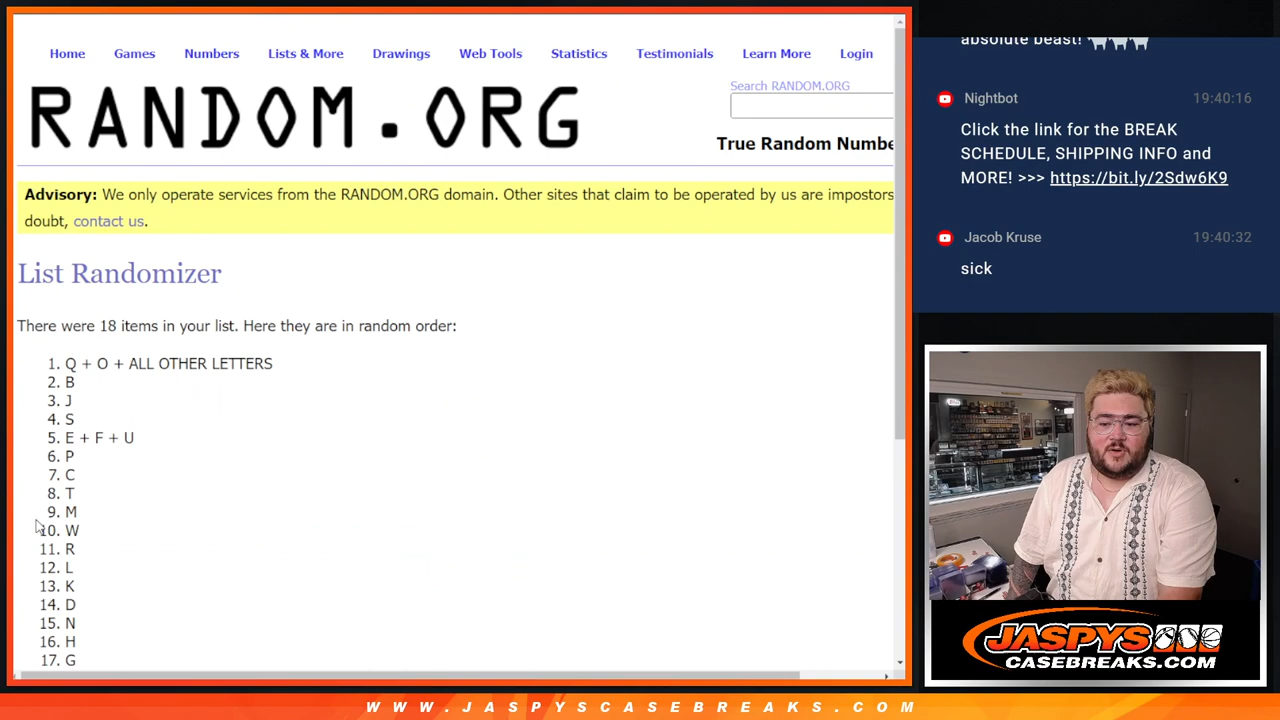 Home Games Numbers Lists & More Drawings Web Tools Statistics Testimonials Learn More Login
RANDOM.ORG
Search RANDOM.ORG
True Random Numbe
Advisory: We only operate services from the RANDOM.ORG domain. Other sites that claim to be operated by us are impostors
doubt, contact us.
List Randomizer
There were 18 items in your list. Here they are in random order:
1. Q + O + ALL OTHER LETTERS
2. B
3. J
4. S
5. E + F + U
6. P
7. C
8. T
9. M
10. W
11. R
12. L
13. K
14. D
15. N
16. H
17. G
absolute beast!
Nightbot 19:40:16
Click the link for the BREAK
SCHEDULE, SHIPPING INFO and
MORE! >>> https://bit.ly/2Sdw6K9
Jacob Kruse 19:40:32
sick
JASPYS
CASEBREAKS.COM
WWW.JASPYSCASEBREAKS.COM